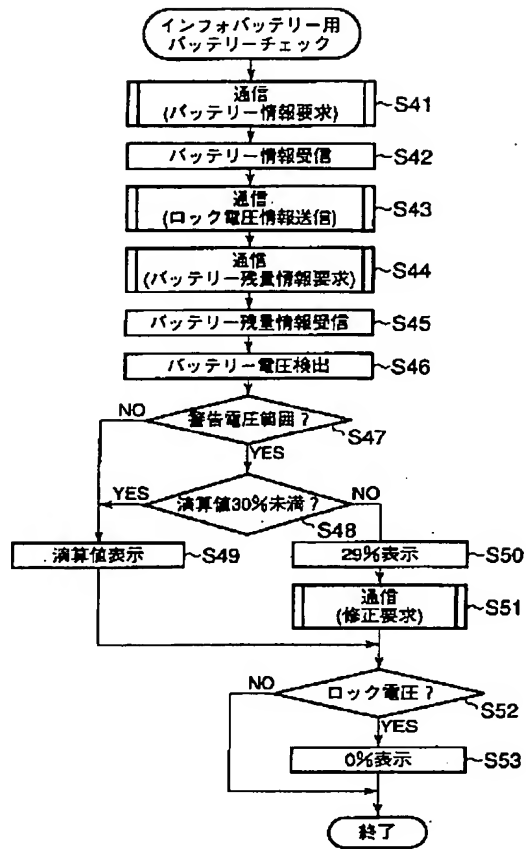 インフォバッテリー用
バッテリーチェック
通信
(バッテリー情報要求)
S41
バッテリー情報受信
S42
通信
(ロック電圧情報送信)
S43
通信
(バッテリー残量情報要求)
S44
バッテリー残量情報受信
S45
バッテリー電圧検出
S46
NO
警告電圧範囲?
S47
YES
YES
演算値30%未満?
NO
S48
演算値表示
S49
29%表示
S50
通信
(修正要求)
S51
NO
ロック電圧?
S52
YES
0%表示
S53
終了